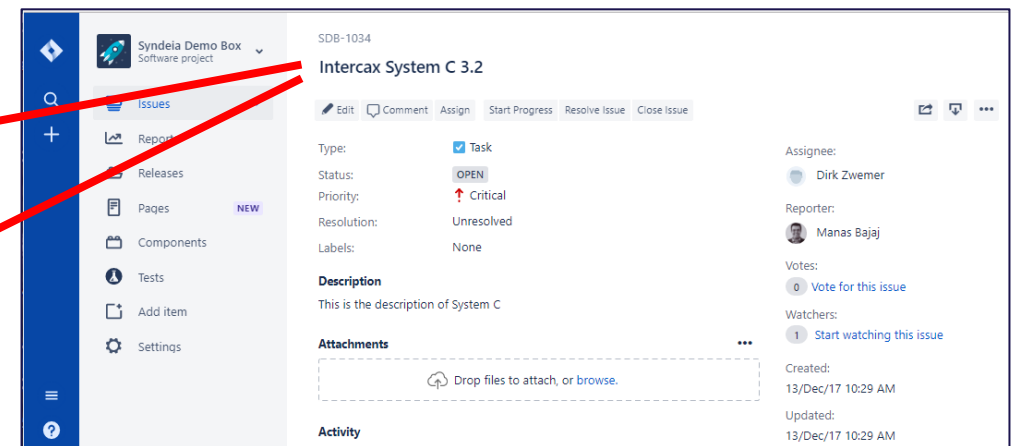 Syndeia Demo Box
Software project
Issues
Reports
Releases
Pages NEW
Components
Tests
Add item
Settings
SDB-1034
Intercax System C 3.2
Edit Comment Assign Start Progress Resolve Issue Close Issue
Type: Task
Status: OPEN
Priority: Critical
Resolution: Unresolved
Labels: None
Description
This is the description of System C
Attachments
Drop files to attach, or browse.
Activity
Assignee:
Dirk Zwemer
Reporter:
Manas Bajaj
Votes:
0 Vote for this issue
Watchers:
1 Start watching this issue
Created:
13/Dec/17 10:29 AM
Updated:
13/Dec/17 10:29 AM